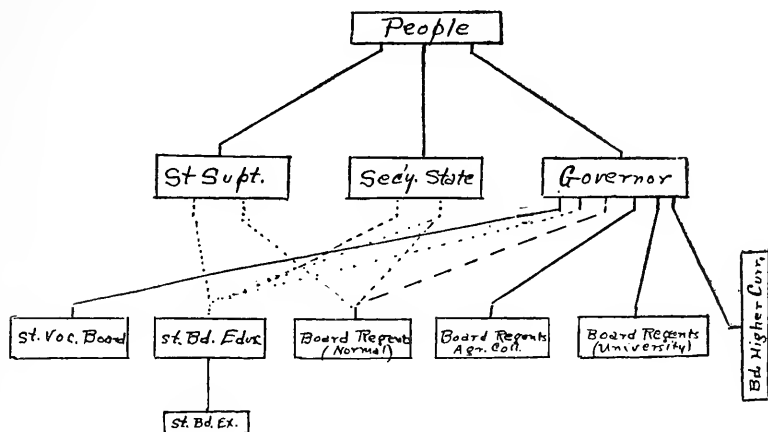 People
St Supt.
Sec'y. State
Governor
St. Voc. Board
St. Bd. Educ
Board Regents
(Normal)
Board Regents
Agr. Coll.
Board Regents
(University)
Bd. Higher Curr.
St. Bd. Ex.